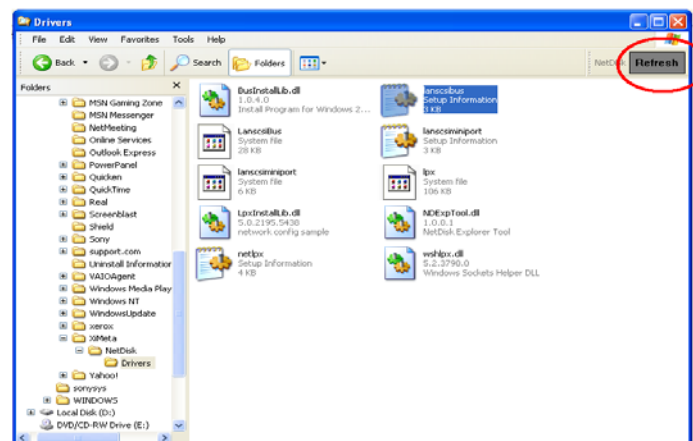 Drivers
File Edit View Favorites Tools Help
Back Search Folders NetDisk Refresh
Folders
MSN Gaming Zone
MSN Messenger
NetMeeting
Online Services
Outlook Express
PowerPanel
Quicken
QuickTime
Real
Screenblast
Shield
Sony
support.com
Uninstall Informatior
VAIOAgent
Windows Media Play
Windows NT
WindowsUpdate
xerox
XiMeta
NetDisk
Drivers
Yahoo!
sonysys
WINDOWS
Local Disk (D:)
DVD/CD-RW Drive (E:)
BusInstallLib.dll
1.0.4.0
Install Program for Windows 2...
lanscsibus
Setup Information
3 KB
LanscsiBus
System file
28 KB
lanscsiminiport
Setup Information
3 KB
lanscsiminiport
System file
6 KB
lpx
System file
106 KB
LpxInstallLib.dll
5.0.2195.5438
network config sample
NDExpTool.dll
1.0.0.1
NetDisk Explorer Tool
netlpx
Setup Information
4 KB
wshlpx.dll
5.2.3790.0
Windows Sockets Helper DLL